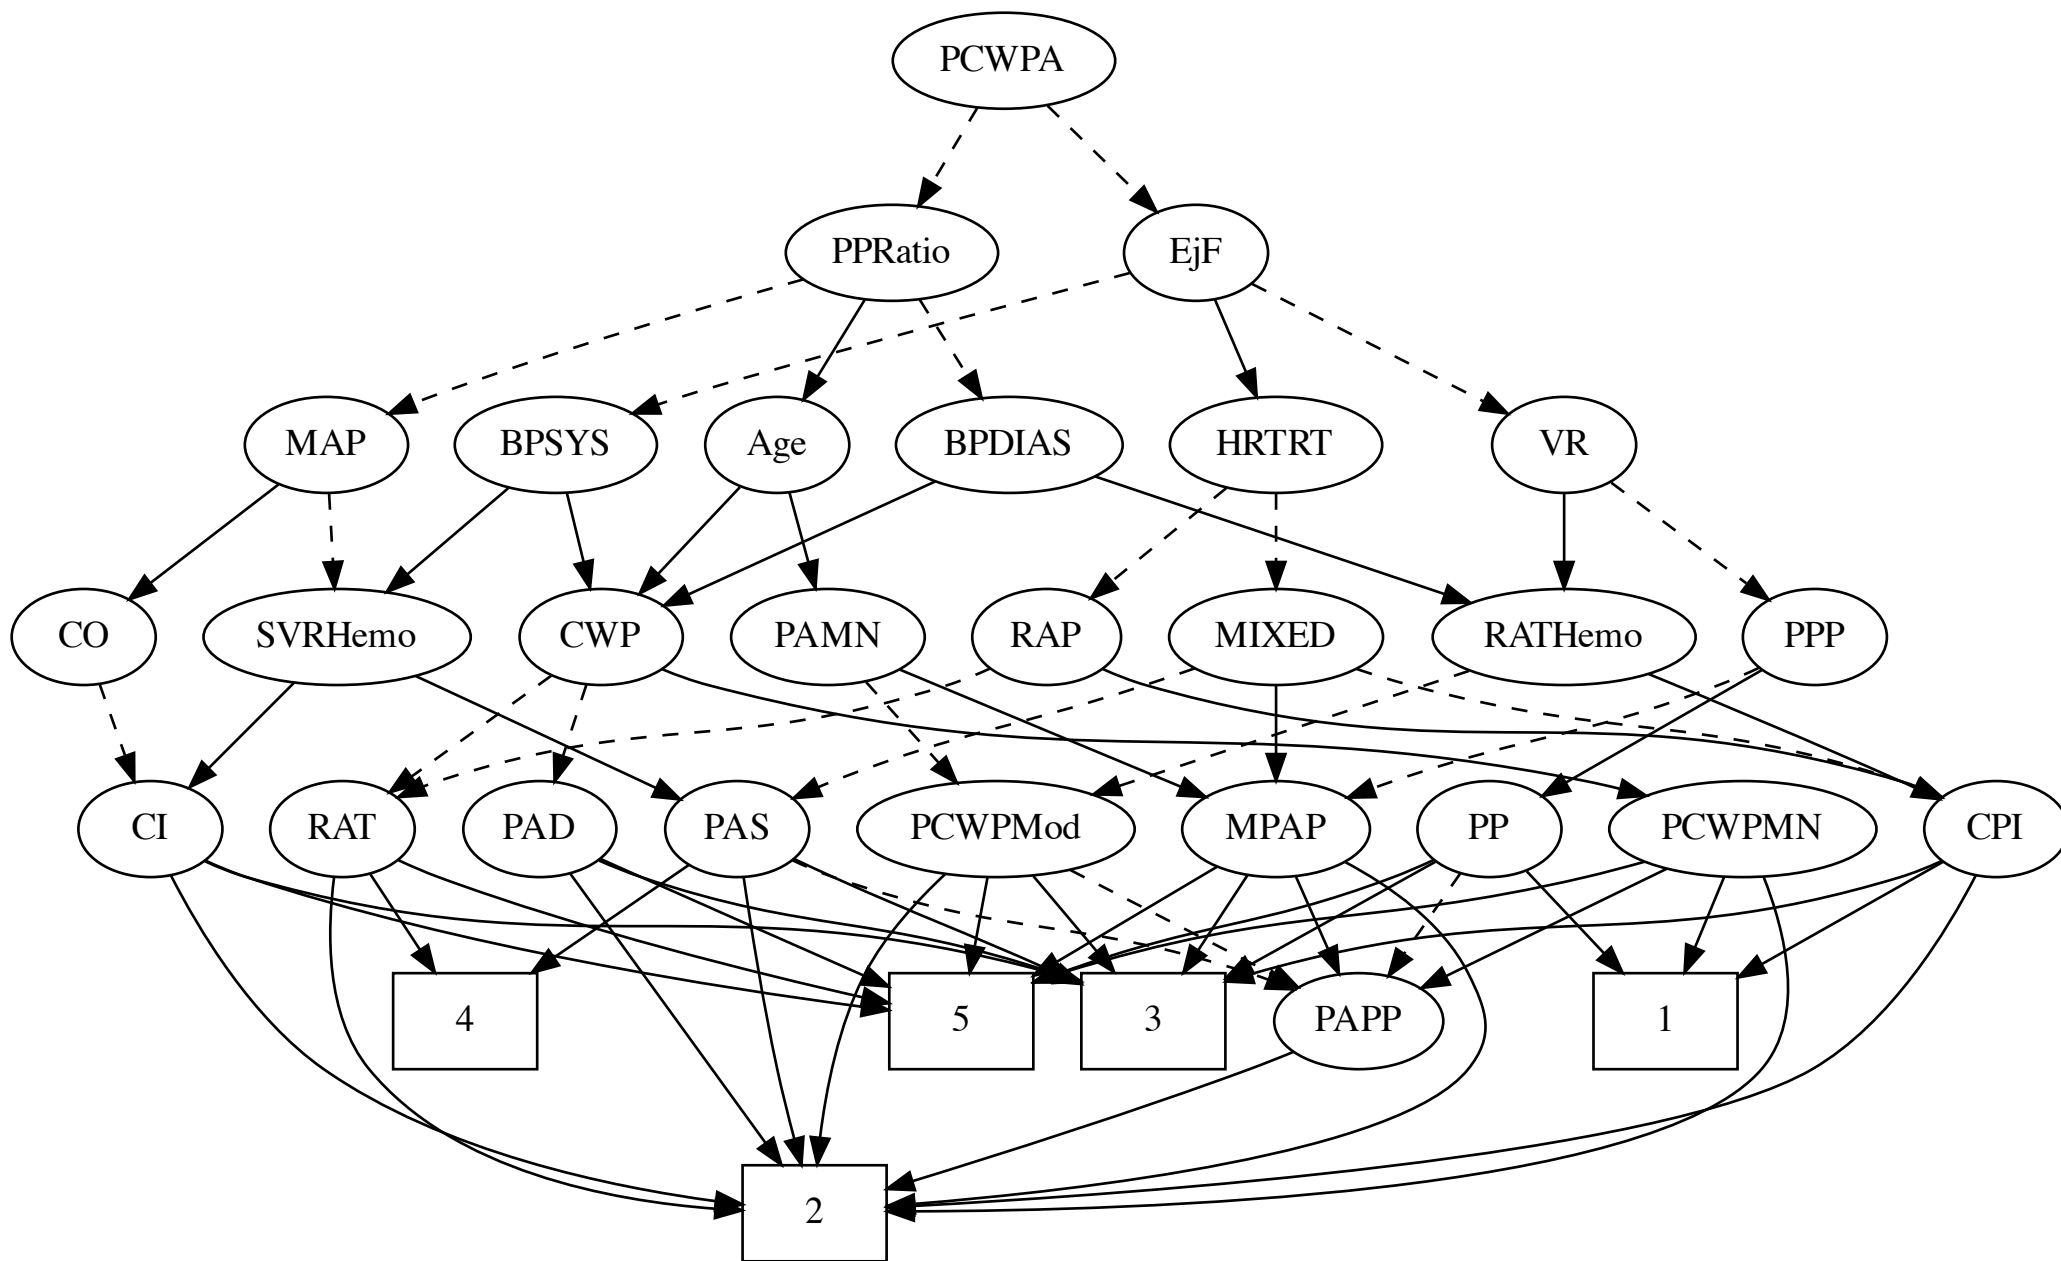 PCWPA
PPRatio
EjF
MAP
BPSYS
Age
BPDIAS
HRTRT
VR
CO
SVRHemo
CWP
PAMN
RAP
MIXED
RATHemo
PPP
CI
RAT
PAD
PAS
PCWPMod
MPAP
PP
PCWPMN
CPI
4
5
3
PAPP
1
2